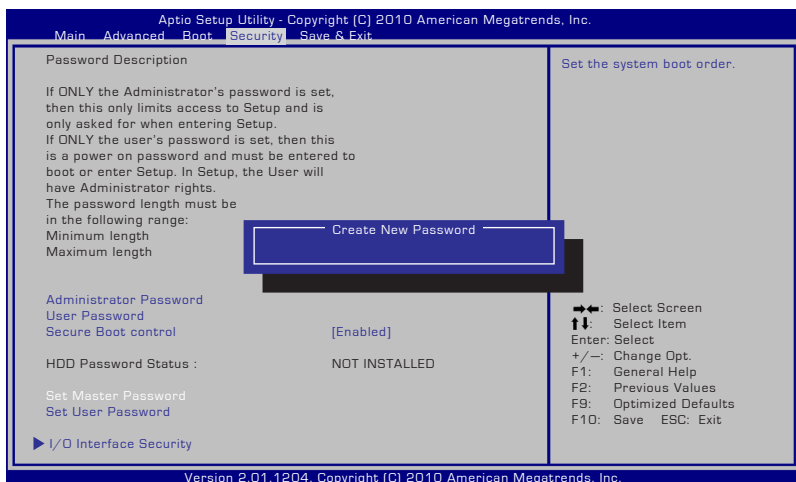 Aptio Setup Utility - Copyright (C) 2010 American Megatrends, Inc.
Main Advanced Boot Security Save & Exit
Password Description
If ONLY the Administrator's password is set,
then this only limits access to Setup and is
only asked for when entering Setup.
If ONLY the user's password is set, then this
is a power on password and must be entered to
boot or enter Setup. In Setup, the User will
have Administrator rights.
The password length must be
in the following range:
Minimum length
Maximum length
Create New Password
Administrator Password
User Password
Secure Boot control [Enabled]
HDD Password Status : NOT INSTALLED
Set Master Password
Set User Password
I/O Interface Security
Set the system boot order.
→←: Select Screen
↑↓: Select Item
Enter: Select
+/—: Change Opt.
F1: General Help
F2: Previous Values
F9: Optimized Defaults
F10: Save ESC: Exit
Version 2.01.1204. Copyright (C) 2010 American Megatrends, Inc.